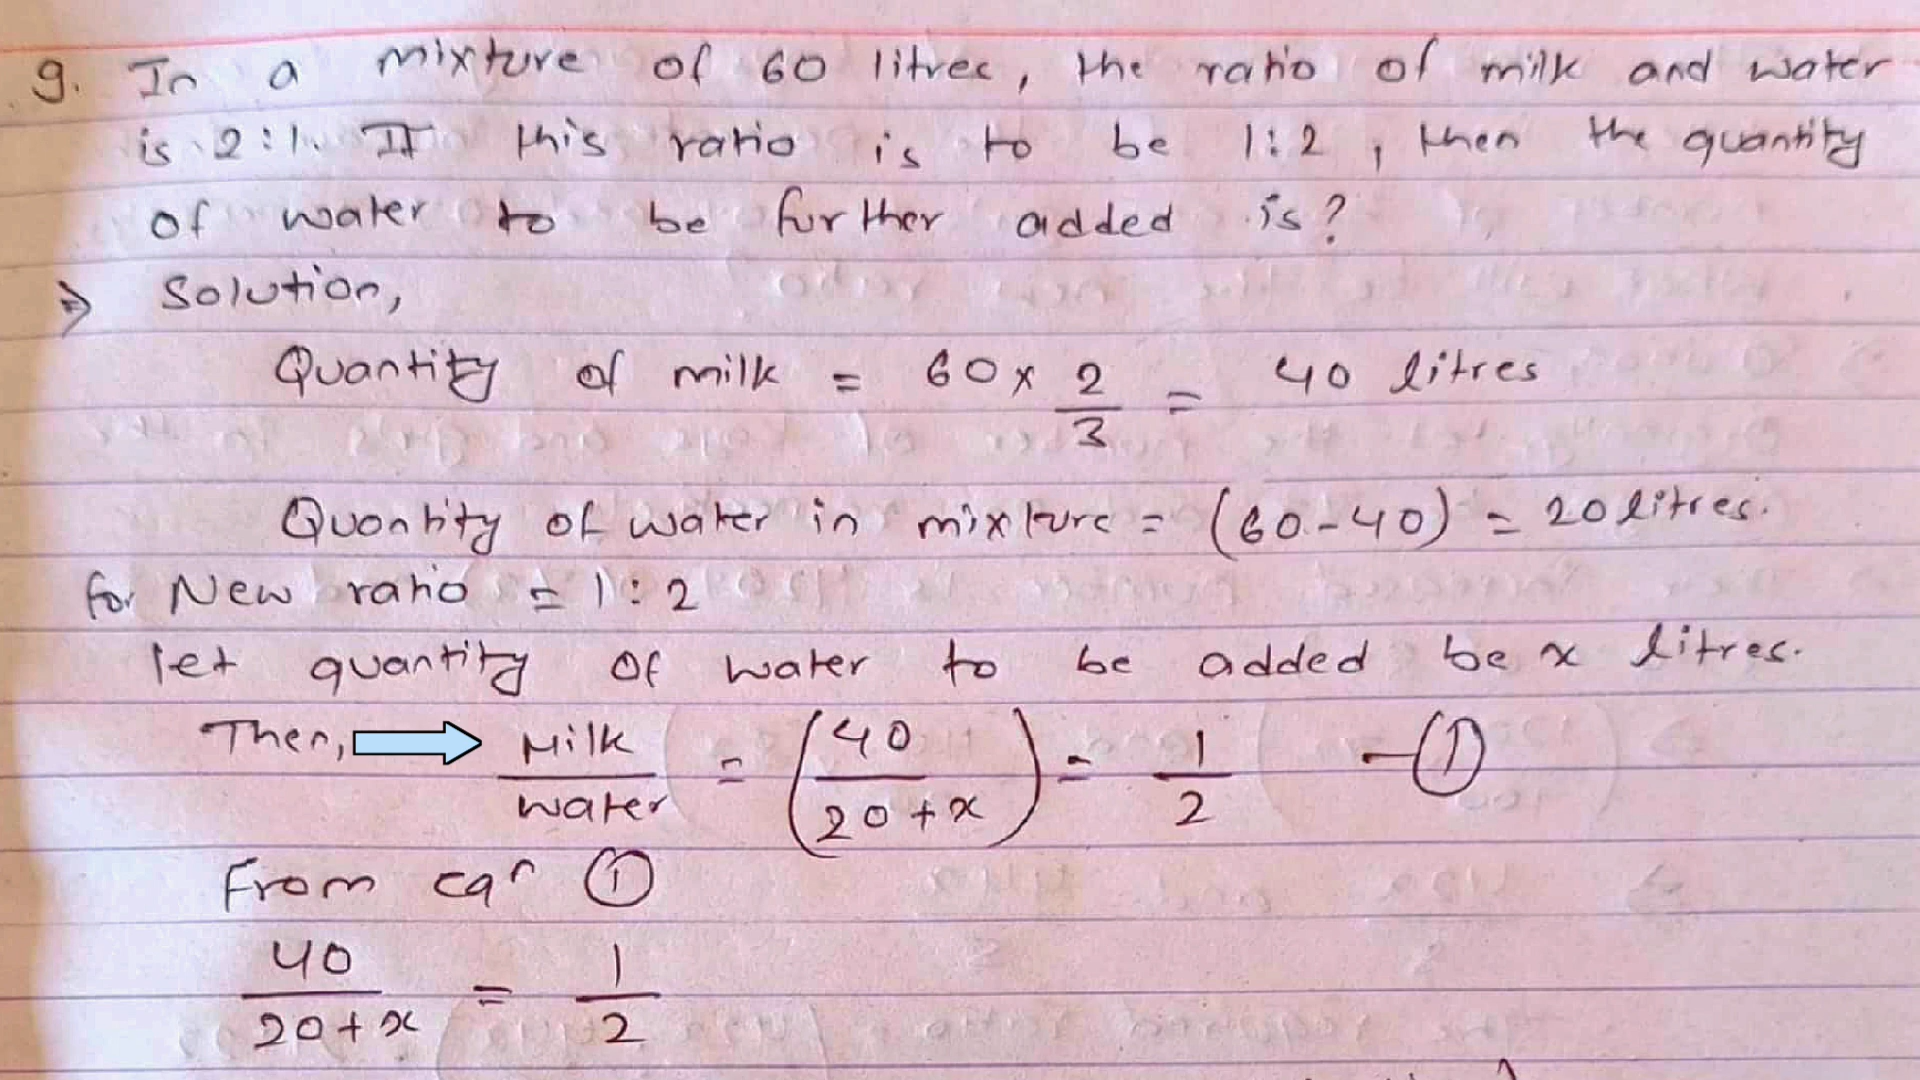 9. In a mixture of 60 litres, the ratio of milk and water
is 2:1. If this ratio is to be 1:2, then the quantity
of water to be further added is?
⇒ Solution,
Quantity of milk = 60 × 2/3 = 40 litres
Quantity of water in mixture = (60-40) = 20 litres.
for New ratio = 1:2
let quantity of water to be added be x litres.
Then, Milk/water = (40/20+x) = 1/2 -①
From eqn ①
40/20+x = 1/2